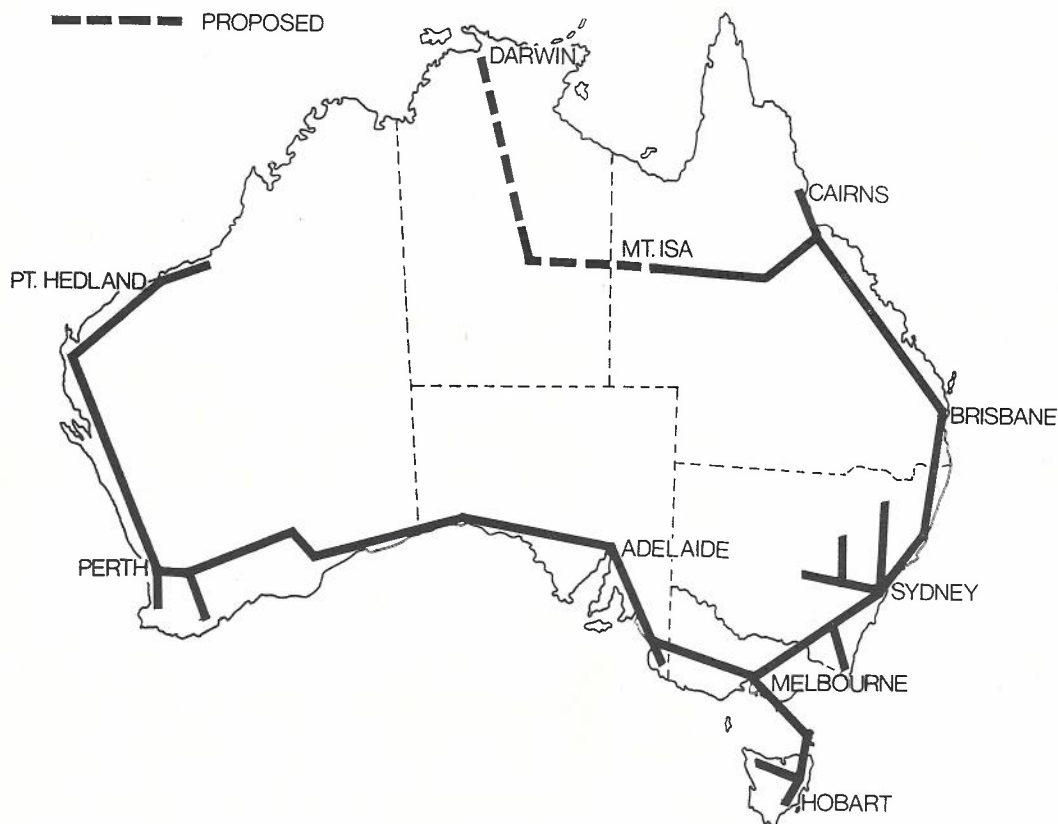 PROPOSED
DARWIN
CAIRNS
MT. ISA
PT. HEDLAND
BRISBANE
ADELAIDE
PERTH
SYDNEY
MELBOURNE
HOBART